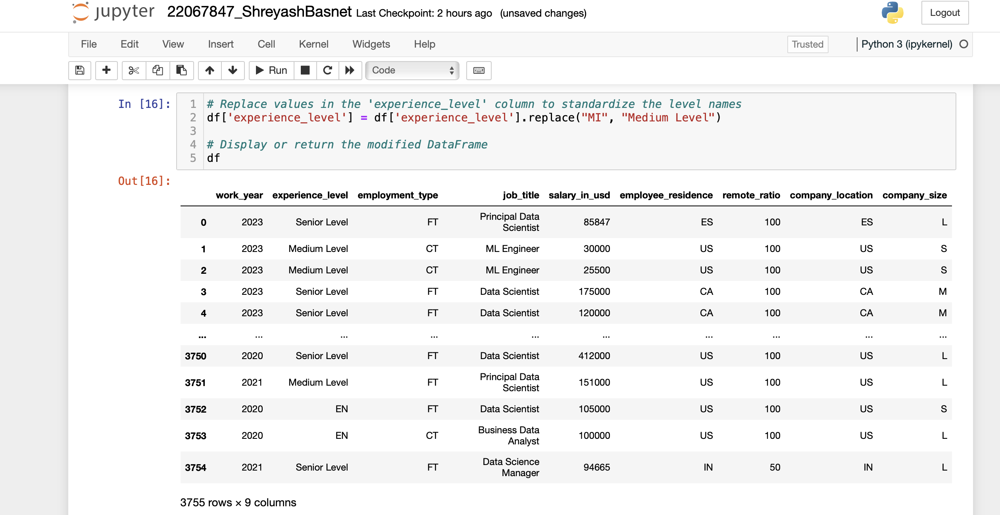 jupyter 22067847_ShreyashBasnet Last Checkpoint: 2 hours ago (unsaved changes) Logout
File Edit View Insert Cell Kernel Widgets Help Trusted Python 3 (ipykernel)
Run Code
In [16]: 1 # Replace values in the 'experience_level' column to standardize the level names
2 df['experience_level'] = df['experience_level'].replace("MI", "Medium Level")
3
4 # Display or return the modified DataFrame
5 df
Out[16]:
work_year experience_level employment_type job_title salary_in_usd employee_residence remote_ratio company_location company_size
0 2023 Senior Level FT Principal Data Scientist 85847 ES 100 ES L
1 2023 Medium Level CT ML Engineer 30000 US 100 US S
2 2023 Medium Level CT ML Engineer 25500 US 100 US S
3 2023 Senior Level FT Data Scientist 175000 CA 100 CA M
4 2023 Senior Level FT Data Scientist 120000 CA 100 CA M
... ... ... ... ... ... ... ... ... ...
3750 2020 Senior Level FT Data Scientist 412000 US 100 US L
3751 2021 Medium Level FT Principal Data Scientist 151000 US 100 US L
3752 2020 EN FT Data Scientist 105000 US 100 US S
3753 2020 EN CT Business Data Analyst 100000 US 100 US L
3754 2021 Senior Level FT Data Science Manager 94665 IN 50 IN L
3755 rows × 9 columns